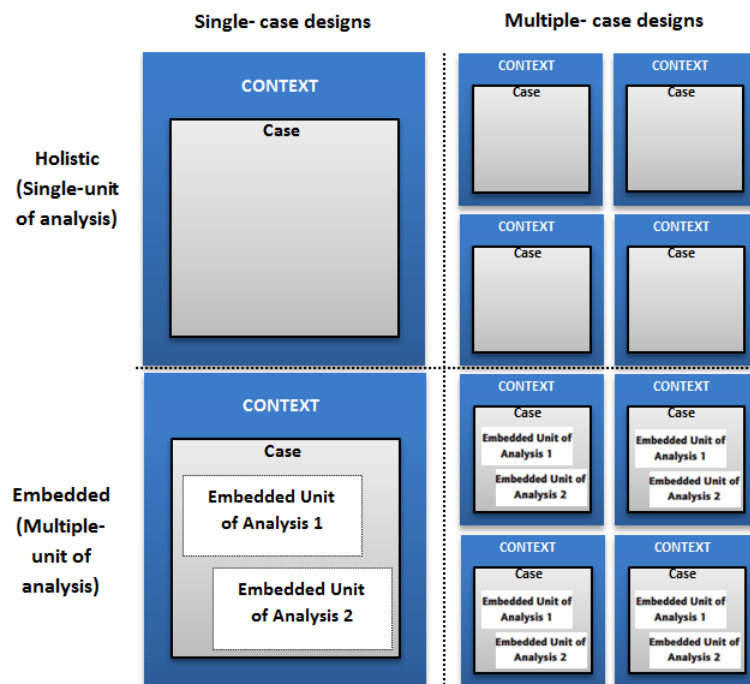 Single- case designs
Multiple- case designs
CONTEXT
Case
Holistic
(Single-unit
of analysis)
CONTEXT
Case
CONTEXT
Case
CONTEXT
Case
CONTEXT
Case
CONTEXT
Case
Embedded Unit
of Analysis 1
Embedded Unit
of Analysis 2
Embedded
(Multiple-
unit of
analysis)
CONTEXT
Case
Embedded Unit of
Analysis 1
Embedded Unit of
Analysis 2
CONTEXT
Case
Embedded Unit of
Analysis 1
Embedded Unit of
Analysis 2
CONTEXT
Case
Embedded Unit of
Analysis 1
Embedded Unit of
Analysis 2
CONTEXT
Case
Embedded Unit of
Analysis 1
Embedded Unit of
Analysis 2